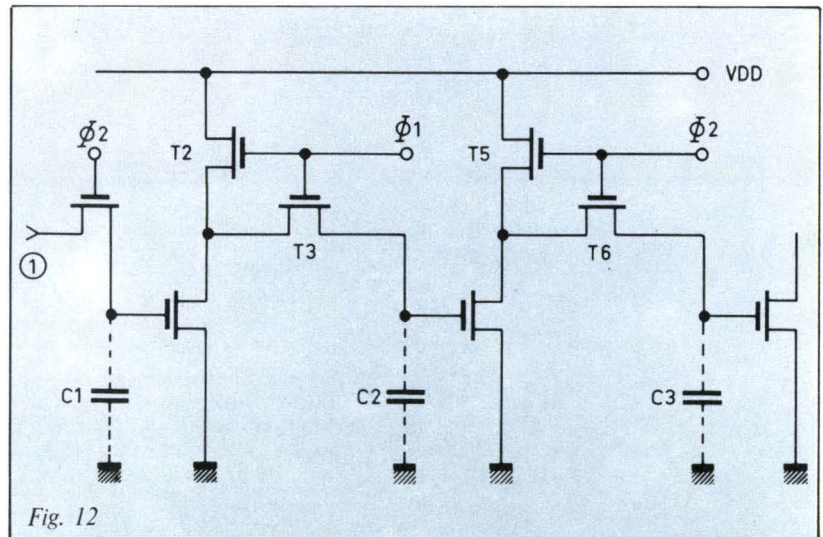 VDD
ϕ2 T2 ϕ1 T5 ϕ2
T3 T6
①
C1 C2 C3
Fig. 12